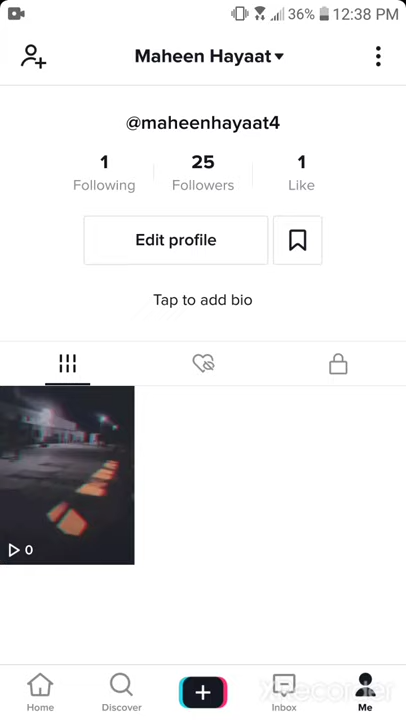 36% 12:38 PM
Maheen Hayaat
@maheenhayaat4
1 25 1
Following Followers Like
Edit profile
Tap to add bio
0
Home Discover Inbox Me
XRecorder